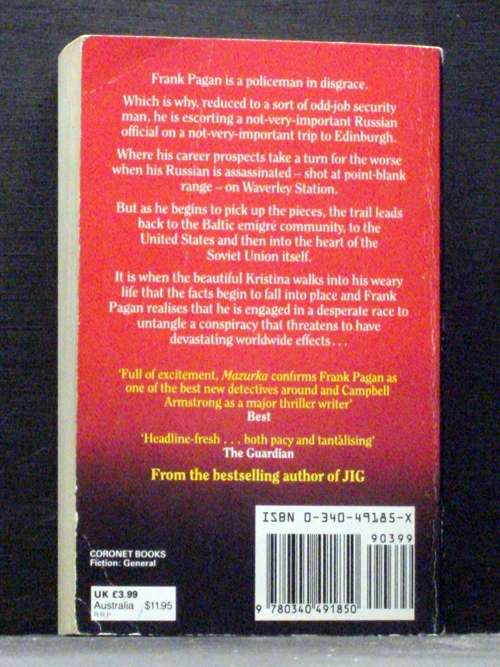 Frank Pagan is a policeman in disgrace.
Which is why, reduced to a sort of odd-job security
man, he is escorting a not-very-important Russian
official on a not-very-important trip to Edinburgh.
Where his career prospects take a turn for the worse
when his Russian is assassinated – shot at point-blank
range – on Waverley Station.
But as he begins to pick up the pieces, the trail leads
back to the Baltic emigré community, to the
United States and then into the heart of the
Soviet Union itself.
It is when the beautiful Kristina walks into his weary
life that the facts begin to fall into place and Frank
Pagan realises that he is engaged in a desperate race to
untangle a conspiracy that threatens to have
devastating worldwide effects . . .
'Full of excitement, Mazurka confirms Frank Pagan as
one of the best new detectives around and Campbell
Armstrong as a major thriller writer'
Best
'Headline-fresh . . . both pacy and tantalising'
The Guardian
From the bestselling author of JIG
ISBN 0-340-49185-X
90399
9 780340 491850
CORONET BOOKS
Fiction: General
UK £3.99
Australia $11.95
R.R.P